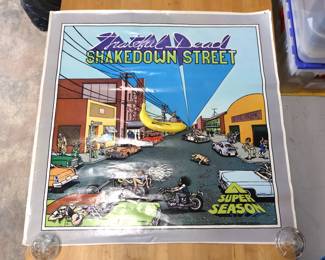 Grateful Dead
SHAKEDOWN STREET
A
SUPER
SEASON